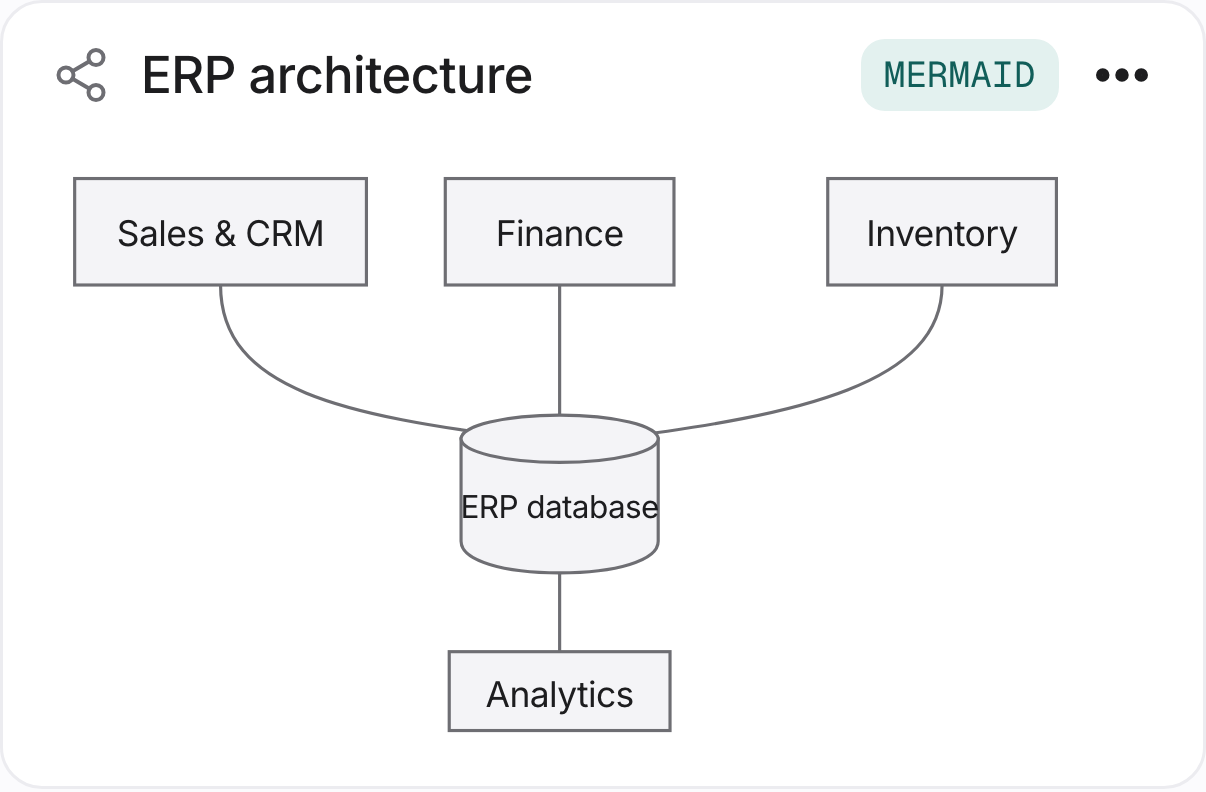 ERP architecture
MERMAID
Sales & CRM
Finance
Inventory
ERP database
Analytics